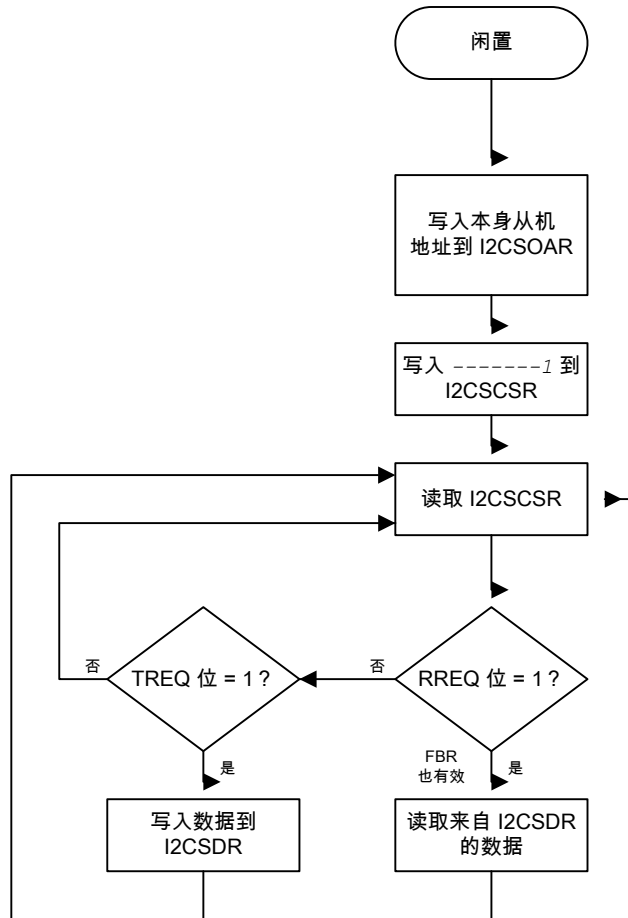 闲置
写入本身从机
地址到 I2CSOAR
写入 -------1 到
I2CSCSR
读取 I2CSCSR
否
TREQ 位 = 1？
否
RREQ 位 = 1？
是
FBR
也有效
是
写入数据到
I2CSDR
读取来自 I2CSDR
的数据